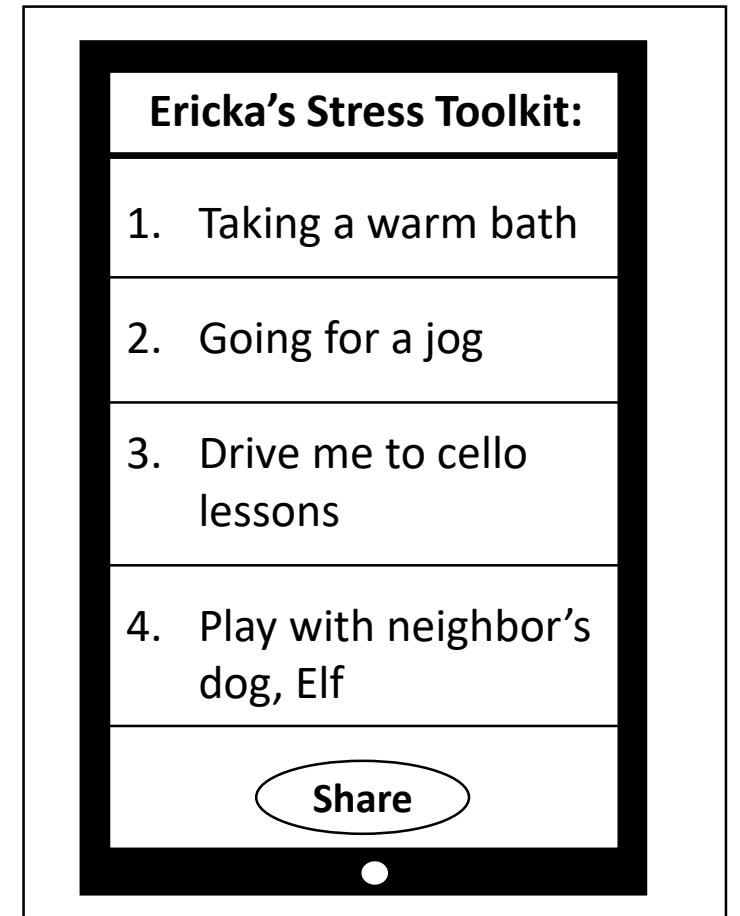 Ericka’s Stress Toolkit:
1. Taking a warm bath
2. Going for a jog
3. Drive me to cello
lessons
4. Play with neighbor’s
dog, Elf
Share